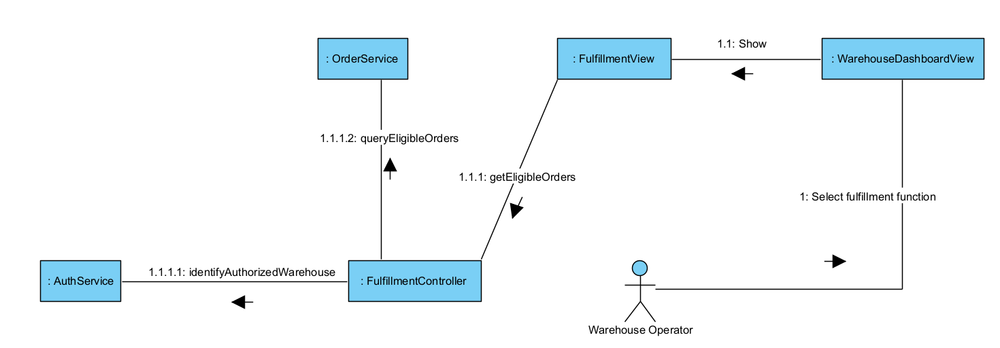 1.1: Show
: OrderService
: FulfillmentView
: WarehouseDashboardView
1.1.1.2: queryEligibleOrders
1.1.1: getEligibleOrders
1: Select fulfillment function
1.1.1.1: identifyAuthorizedWarehouse
: AuthService
: FulfillmentController
Warehouse Operator